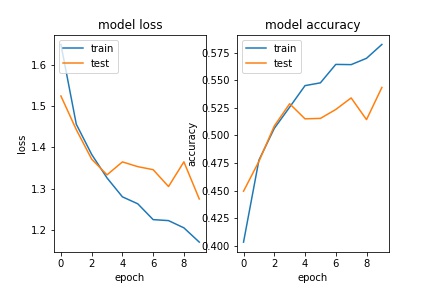 model loss
train
test
1.6
1.5
1.4
1.3
1.2
loss
0 2 4 6 8
epoch
model accuracy
train
test
0.575
0.550
0.525
0.500
0.475
0.450
0.425
0.400
accuracy
0 2 4 6 8
epoch